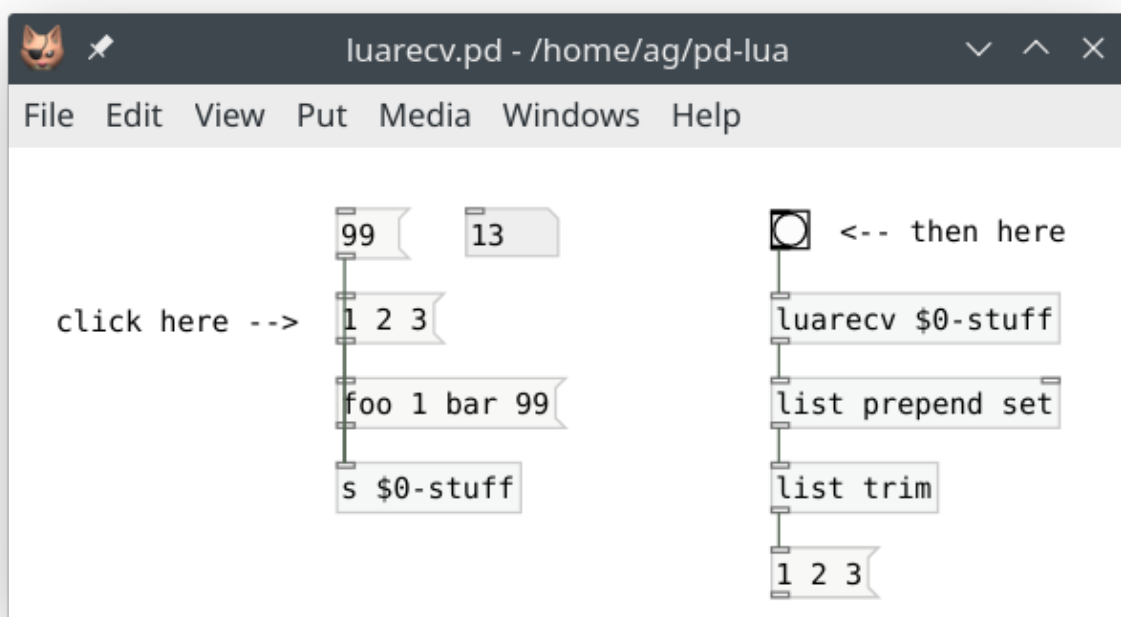 luarecv.pd - /home/ag/pd-lua
File Edit View Put Media Windows Help
99 13 <-- then here
click here --> 1 2 3 luarecv $0-stuff
foo 1 bar 99 list prepend set
s $0-stuff list trim
1 2 3